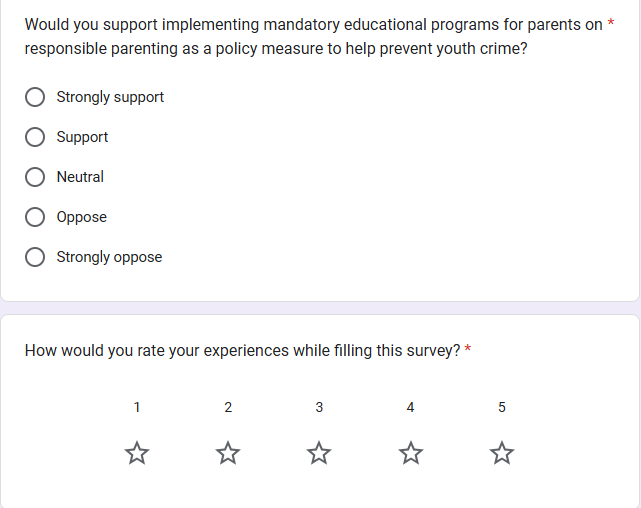 Would you support implementing mandatory educational programs for parents on *
responsible parenting as a policy measure to help prevent youth crime?
Strongly support
Support
Neutral
Oppose
Strongly oppose
How would you rate your experiences while filling this survey? *
1 2 3 4 5